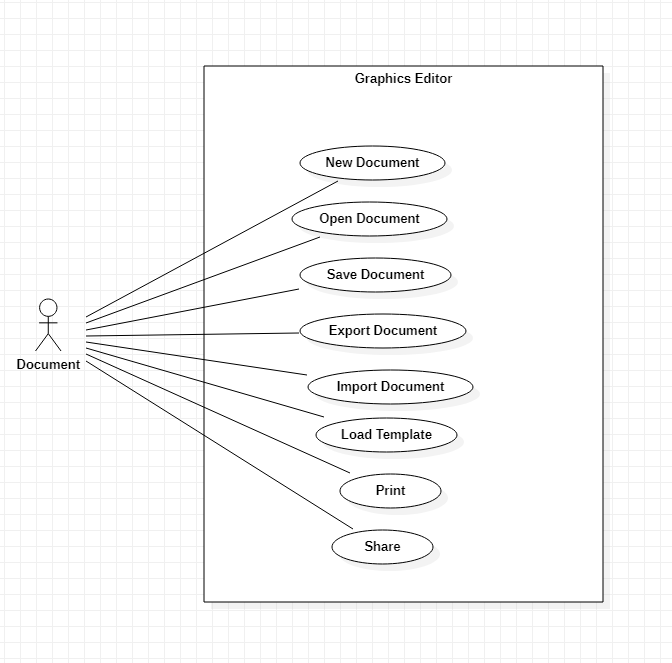 Graphics Editor
New Document
Open Document
Save Document
Export Document
Document
Import Document
Load Template
Print
Share